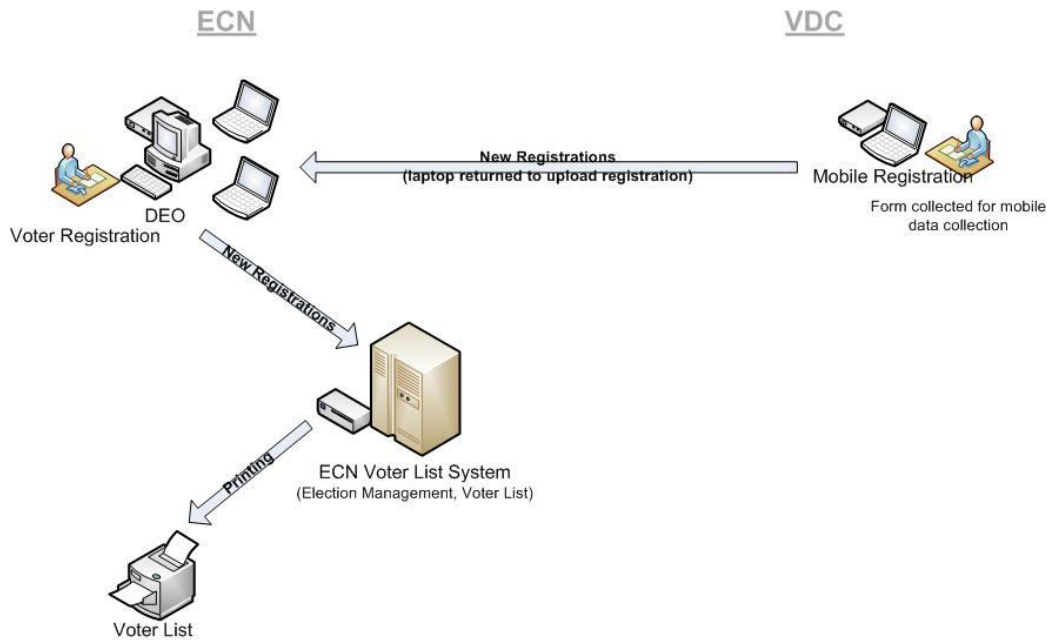 ECN
VDC
New Registrations
(laptop returned to upload registration)
Mobile Registration
Form collected for mobile
data collection
DEO
Voter Registration
New Registrations
ECN Voter List System
(Election Management, Voter List)
Printing
Voter List